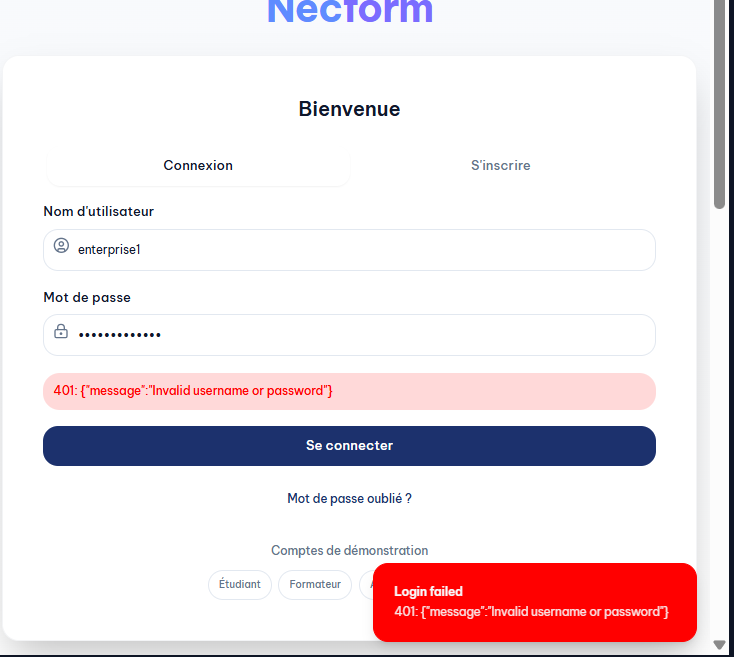 Necform
Bienvenue
Connexion
S'inscrire
Nom d'utilisateur
enterprise1
Mot de passe
•••••••••••••
401: {"message":"Invalid username or password"}
Se connecter
Mot de passe oublié ?
Comptes de démonstration
Étudiant
Formateur
Login failed
401: {"message":"Invalid username or password"}